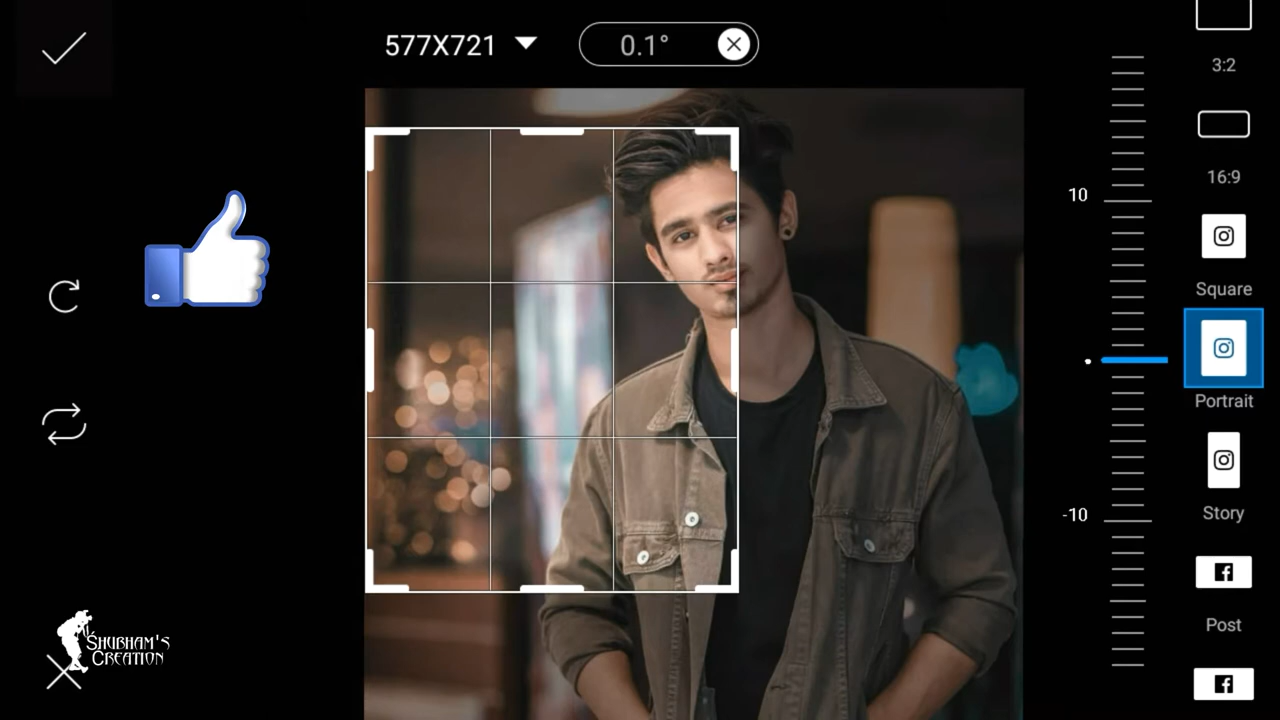 577X721
0.1°
3:2
16:9
10
Square
Portrait
-10
Story
Post
SHUBHAM'S
CREATION